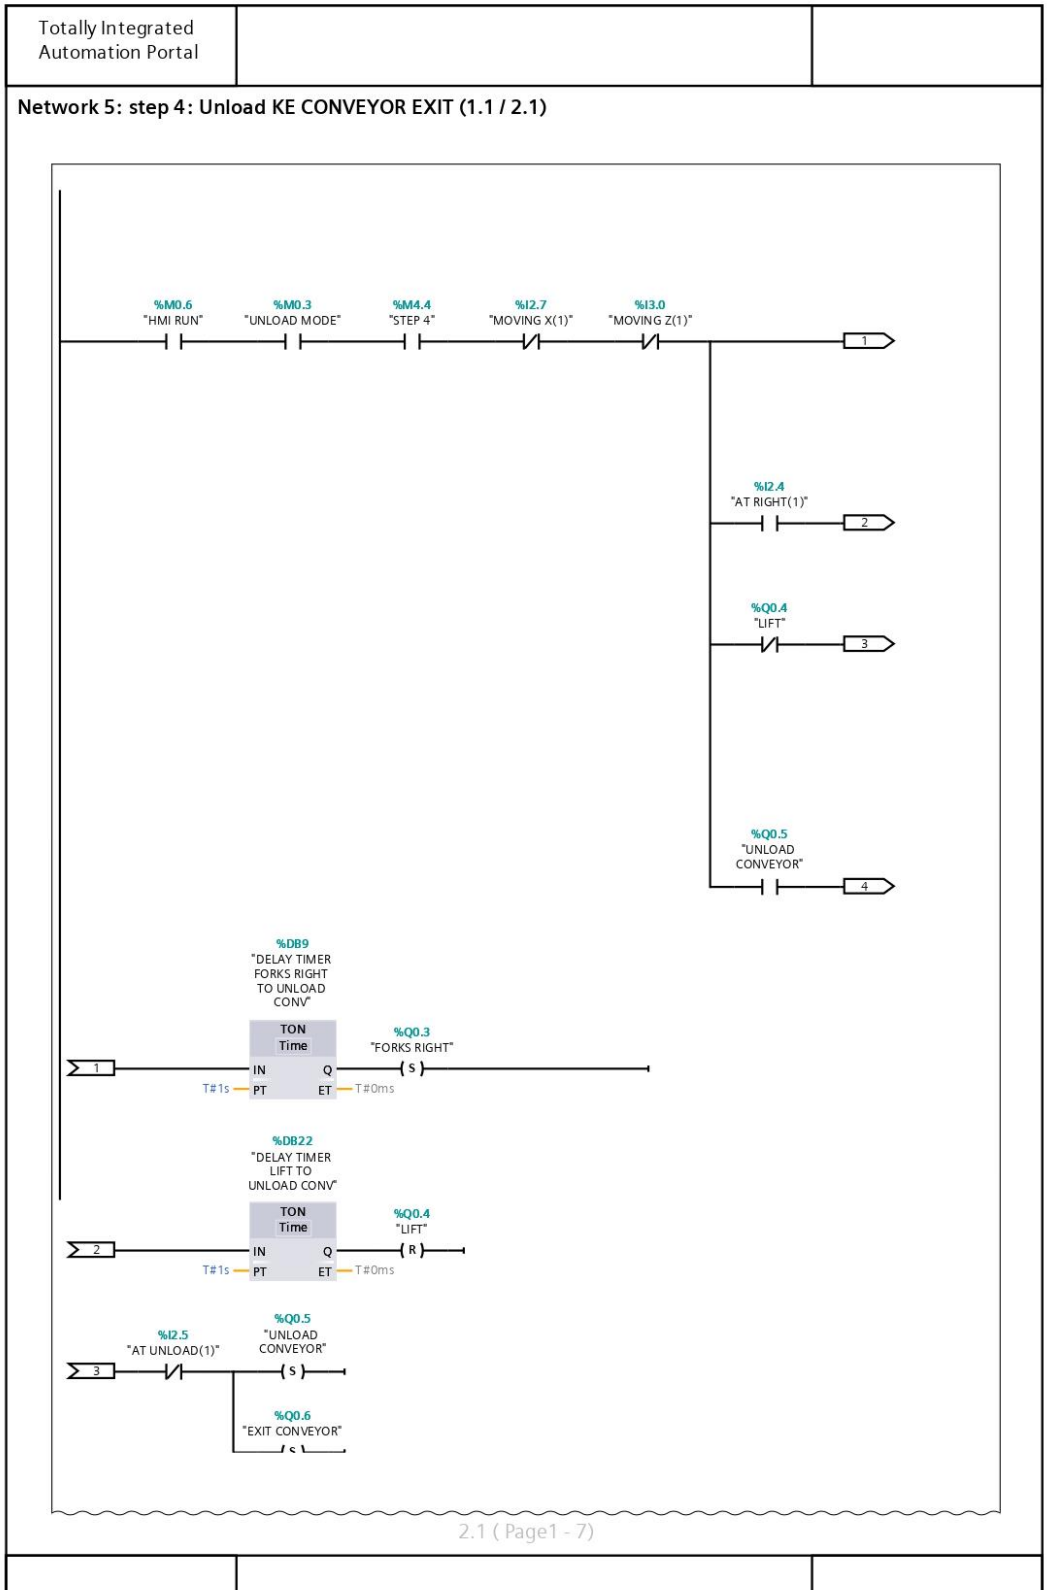 Totally Integrated
Automation Portal
Network 5: step 4: Unload KE CONVEYOR EXIT (1.1 / 2.1)
%M0.6 %M0.3 %M4.4 %I2.7 %I3.0
"HMI RUN" "UNLOAD MODE" "STEP 4" "MOVING X(1)" "MOVING Z(1)"
1
%I2.4
"AT RIGHT(1)"
2
%Q0.4
"LIFT"
3
%Q0.5
"UNLOAD
CONVEYOR"
4
%DB9
"DELAY TIMER
FORKS RIGHT
TO UNLOAD
CONV"
TON
Time
%Q0.3
"FORKS RIGHT"
1 IN Q S
T#1s PT ET T#0ms
%DB22
"DELAY TIMER
LIFT TO
UNLOAD CONV"
TON
Time
%Q0.4
"LIFT"
2 IN Q R
T#1s PT ET T#0ms
%I2.5
"AT UNLOAD(1)"
%Q0.5
"UNLOAD
CONVEYOR"
3 S
%Q0.6
"EXIT CONVEYOR"
S
2.1 ( Page1 - 7)